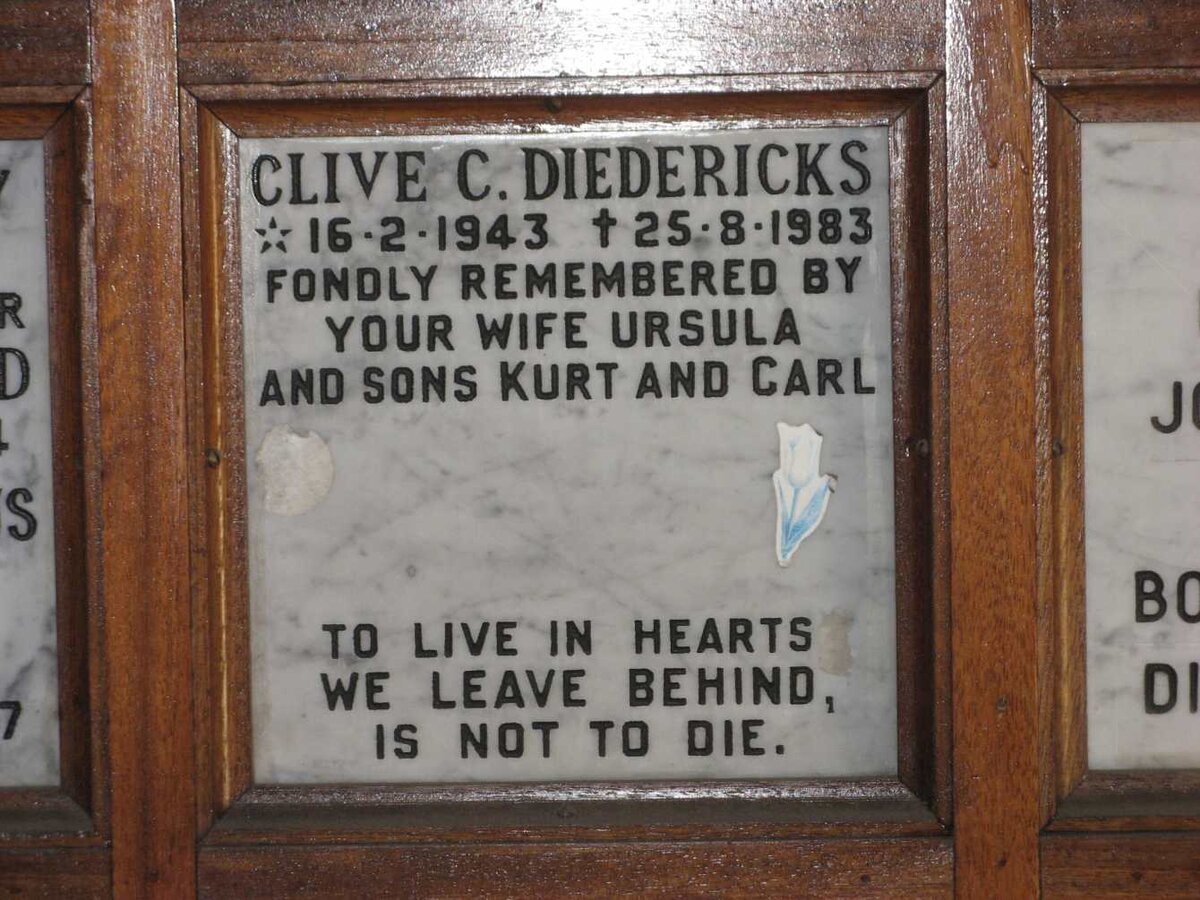 CLIVE C. DIEDERICKS
☆ 16·2·1943 ✝ 25·8·1983
FONDLY REMEMBERED BY
YOUR WIFE URSULA
AND SONS KURT AND CARL
TO LIVE IN HEARTS
WE LEAVE BEHIND,
IS NOT TO DIE.